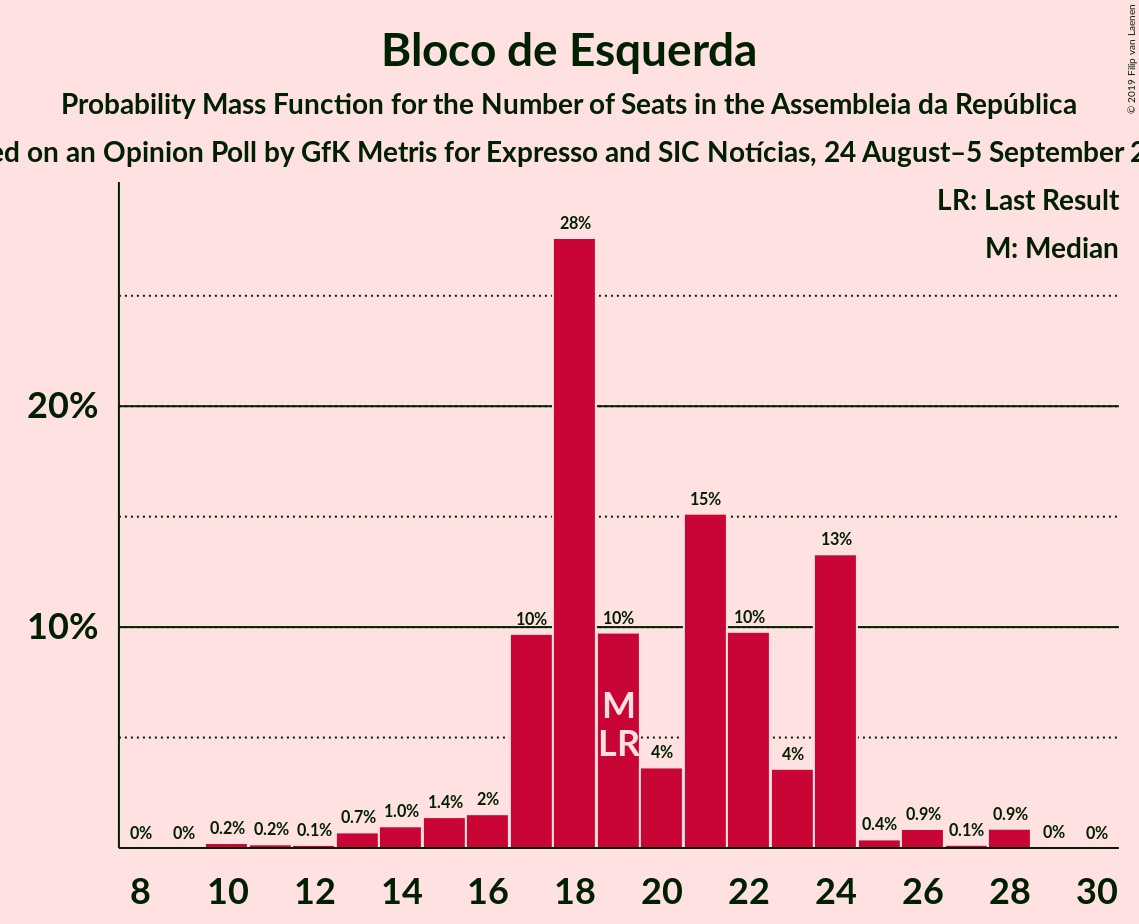 © 2019 Filip van Laenen
Bloco de Esquerda
Probability Mass Function for the Number of Seats in the Assembleia da República
on an Opinion Poll by GfK Metris for Expresso and SIC Notícias, 24 August–5 September
LR: Last Result
M: Median
28%
20%
15%
13%
10%
10% 10% 10%
M
LR
4% 4%
0% 0% 0.2% 0.2% 0.1% 0.7% 1.0% 1.4% 2% 0.4% 0.9% 0.1% 0.9% 0% 0%
8 10 12 14 16 18 20 22 24 26 28 30